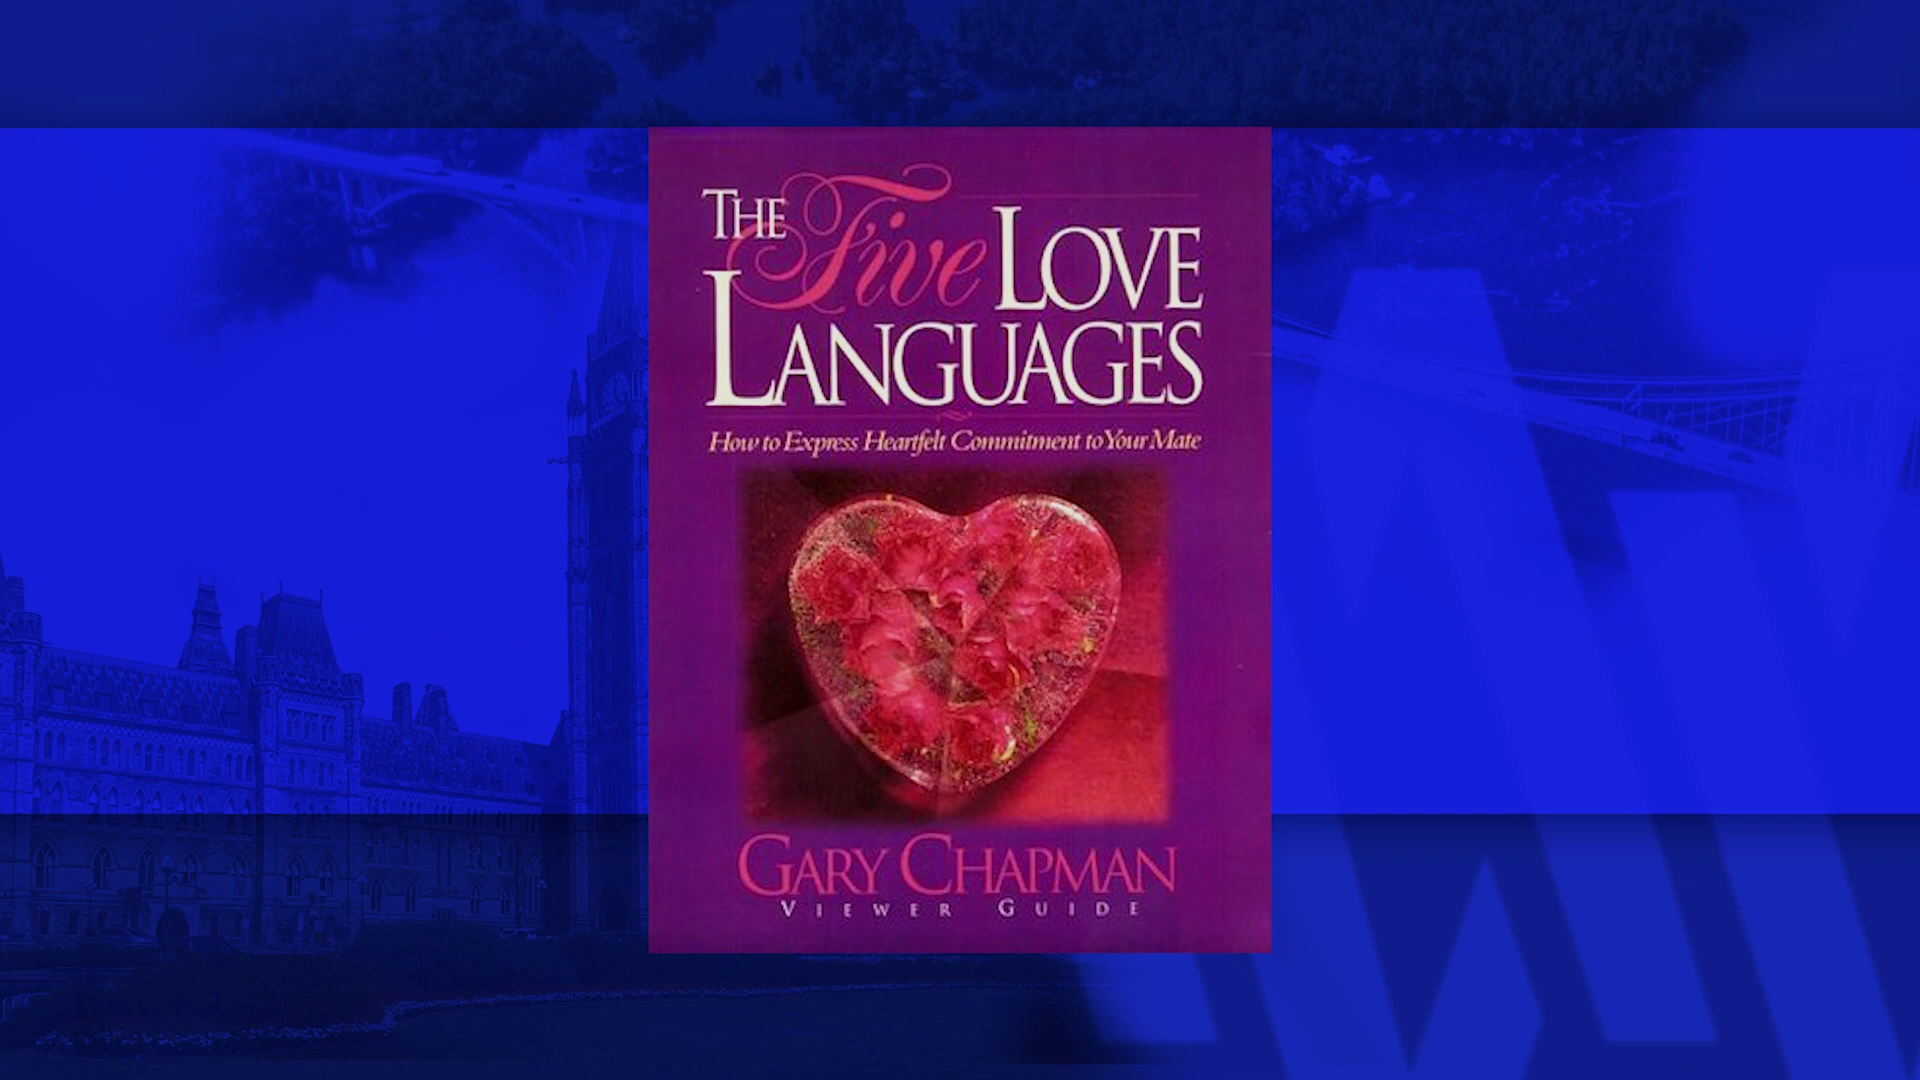 THE Five LOVE
LANGUAGES
How to Express Heartfelt Commitment to Your Mate
GARY CHAPMAN
VIEWER GUIDE